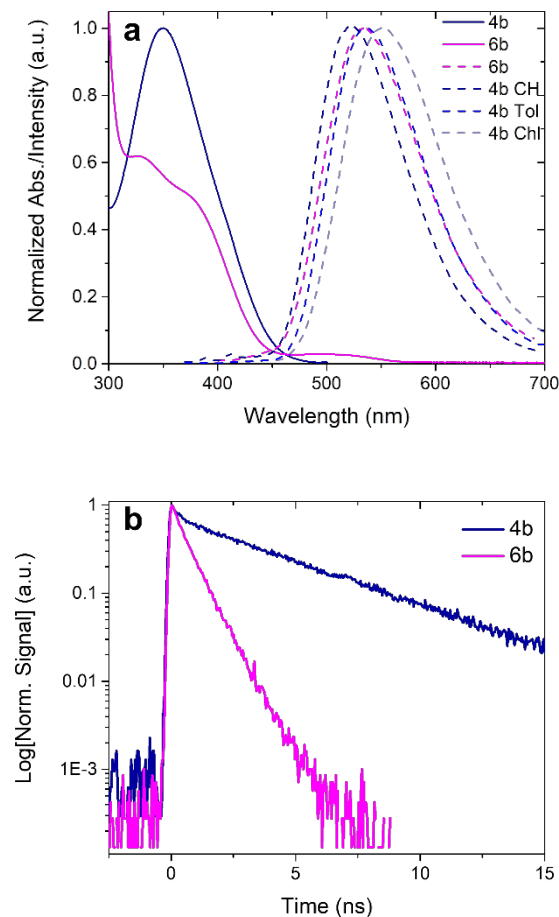 a
4b
6b
6b
4b CH
4b Tol
4b Chl
Normalized Abs./Intensity (a.u.)
1.0
0.8
0.6
0.4
0.2
0.0
300 400 500 600 700
Wavelength (nm)
b
4b
6b
Log[Norm. Signal] (a.u.)
1
0.1
0.01
1E-3
0 5 10 15
Time (ns)